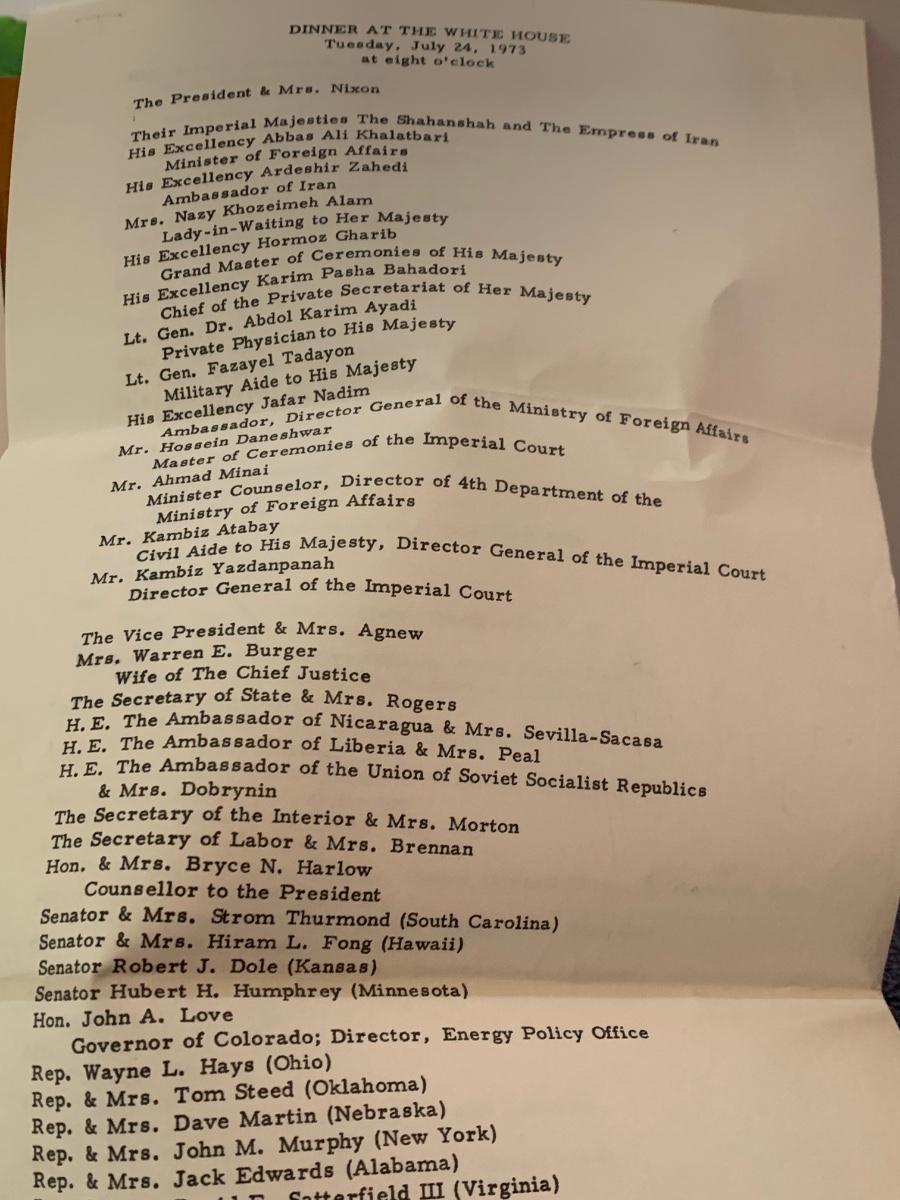 DINNER AT THE WHITE HOUSE
Tuesday, July 24, 1973
at eight o'clock
The President & Mrs. Nixon
Their Imperial Majesties The Shahanshah and The Empress of Iran
His Excellency Abbas Ali Khalatbari
Minister of Foreign Affairs
His Excellency Ardeshir Zahedi
Ambassador of Iran
Mrs. Nazy Khozeimeh Alam
Lady-in-Waiting to Her Majesty
His Excellency Hormoz Gharib
Grand Master of Ceremonies of His Majesty
His Excellency Karim Pasha Bahadori
Chief of the Private Secretariat of Her Majesty
Lt. Gen. Dr. Abdol Karim Ayadi
Private Physician to His Majesty
Lt. Gen. Fazayel Tadayon
Military Aide to His Majesty
His Excellency Jafar Nadim
Ambassador, Director General of the Ministry of Foreign Affairs
Mr. Hossein Daneshwar
Master of Ceremonies of the Imperial Court
Mr. Ahmad Minai
Minister Counselor, Director of 4th Department of the
Ministry of Foreign Affairs
Mr. Kambiz Atabay
Civil Aide to His Majesty, Director General of the Imperial Court
Mr. Kambiz Yazdanpanah
Director General of the Imperial Court
The Vice President & Mrs. Agnew
Mrs. Warren E. Burger
Wife of The Chief Justice
The Secretary of State & Mrs. Rogers
H. E. The Ambassador of Nicaragua & Mrs. Sevilla-Sacasa
H. E. The Ambassador of Liberia & Mrs. Peal
H. E. The Ambassador of the Union of Soviet Socialist Republics
& Mrs. Dobrynin
The Secretary of the Interior & Mrs. Morton
The Secretary of Labor & Mrs. Brennan
Hon. & Mrs. Bryce N. Harlow
Counsellor to the President
Senator & Mrs. Strom Thurmond (South Carolina)
Senator & Mrs. Hiram L. Fong (Hawaii)
Senator Robert J. Dole (Kansas)
Senator Hubert H. Humphrey (Minnesota)
Hon. John A. Love
Governor of Colorado; Director, Energy Policy Office
Rep. Wayne L. Hays (Ohio)
Rep. & Mrs. Tom Steed (Oklahoma)
Rep. & Mrs. Dave Martin (Nebraska)
Rep. & Mrs. John M. Murphy (New York)
Rep. & Mrs. Jack Edwards (Alabama)
Satterfield III (Virginia)